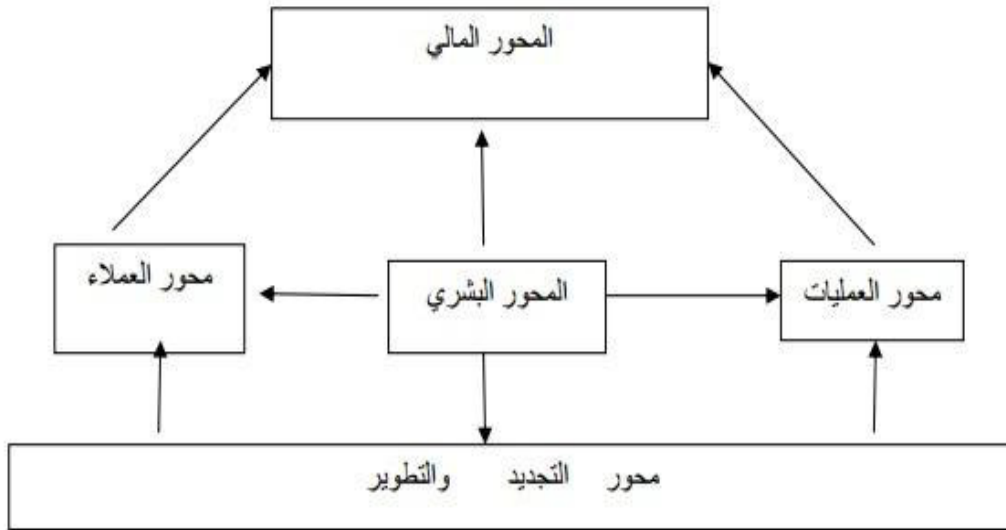 المحور المالي
محور العمليات
المحور البشري
محور العملاء
محور التجديد والتطوير